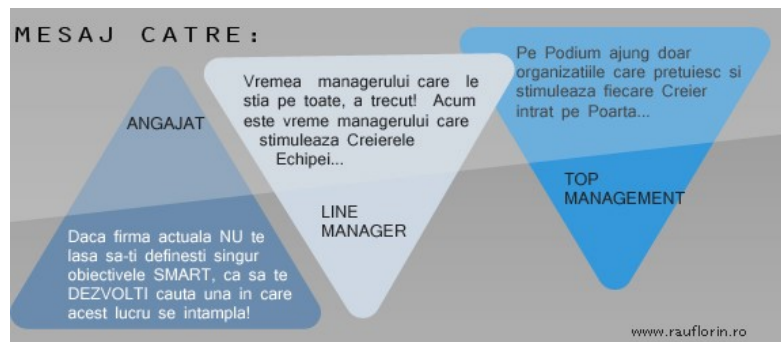 MESAJ CATRE:
ANGAJAT
Daca firma actuala NU te
lasa sa-ti definesti singur
obiectivele SMART, ca sa te
DEZVOLTI cauta una in care
acest lucru se intampla!
Vremea managerului care le
stia pe toate, a trecut! Acum
este vreme managerului care
stimuleaza Creierele
Echipei...
LINE
MANAGER
Pe Podium ajung doar
organizatiile care pretuiesc si
stimuleaza fiecare Creier
intrat pe Poarta...
TOP
MANAGEMENT
www.rauflorin.ro